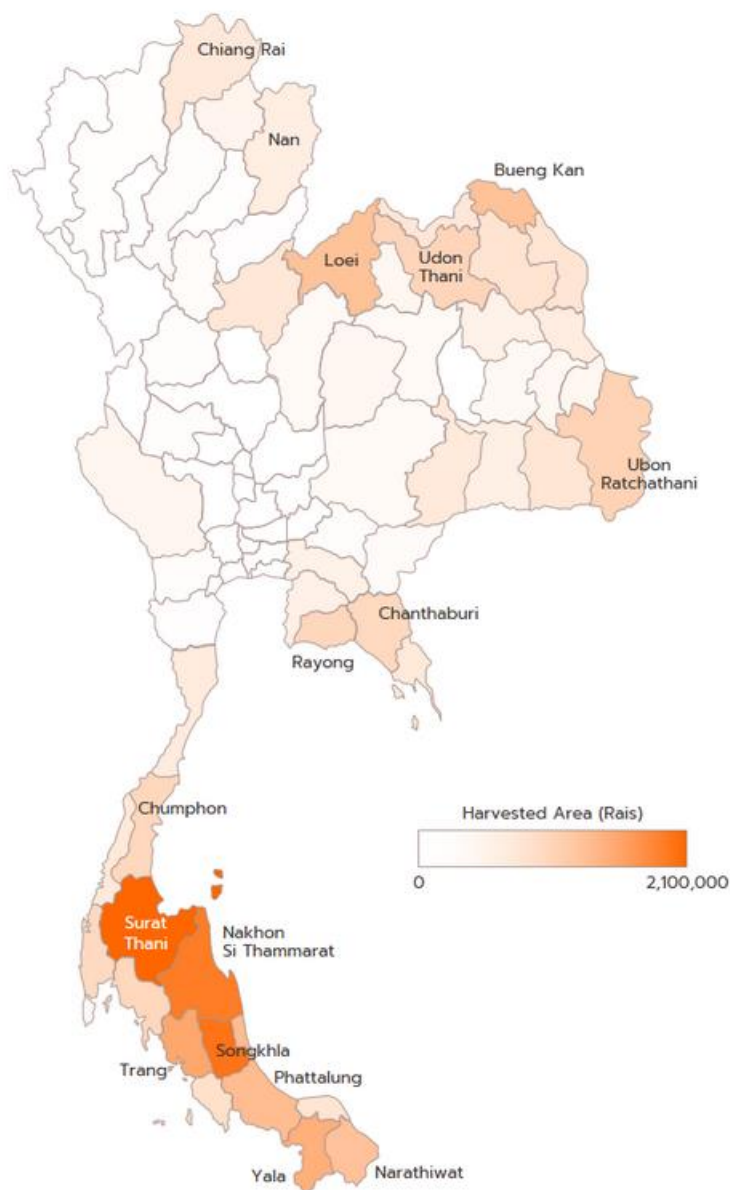 Chiang Rai
Nan
Bueng Kan
Loei
Udon
Thani
Ubon
Ratchathani
Chanthaburi
Rayong
Chumphon
Harvested Area (Rais)
0
2,100,000
Surat
Thani
Nakhon
Si Thammarat
Songkhla
Trang
Phattalung
Yala
Narathiwat